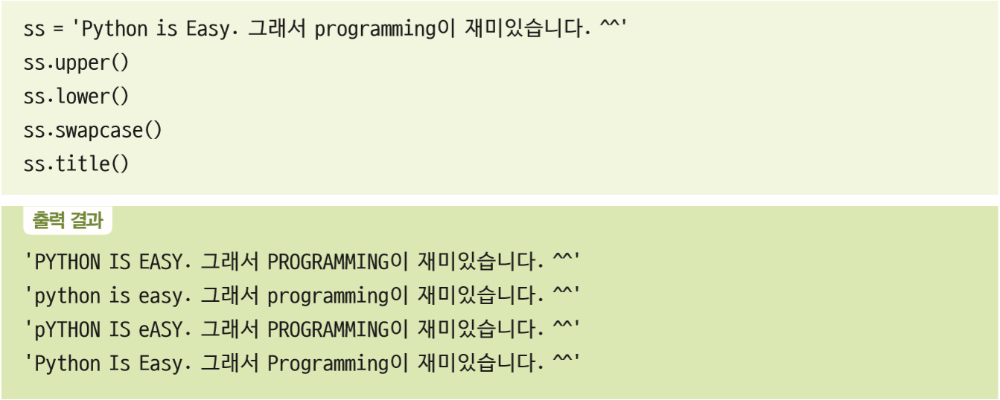 ss = 'Python is Easy. 그래서 programming이 재미있습니다. ^^'
ss.upper()
ss.lower()
ss.swapcase()
ss.title()
출력 결과
'PYTHON IS EASY. 그래서 PROGRAMMING이 재미있습니다. ^^'
'python is easy. 그래서 programming이 재미있습니다. ^^'
'pYTHON IS eASY. 그래서 PROGRAMMING이 재미있습니다. ^^'
'Python Is Easy. 그래서 Programming이 재미있습니다. ^^'